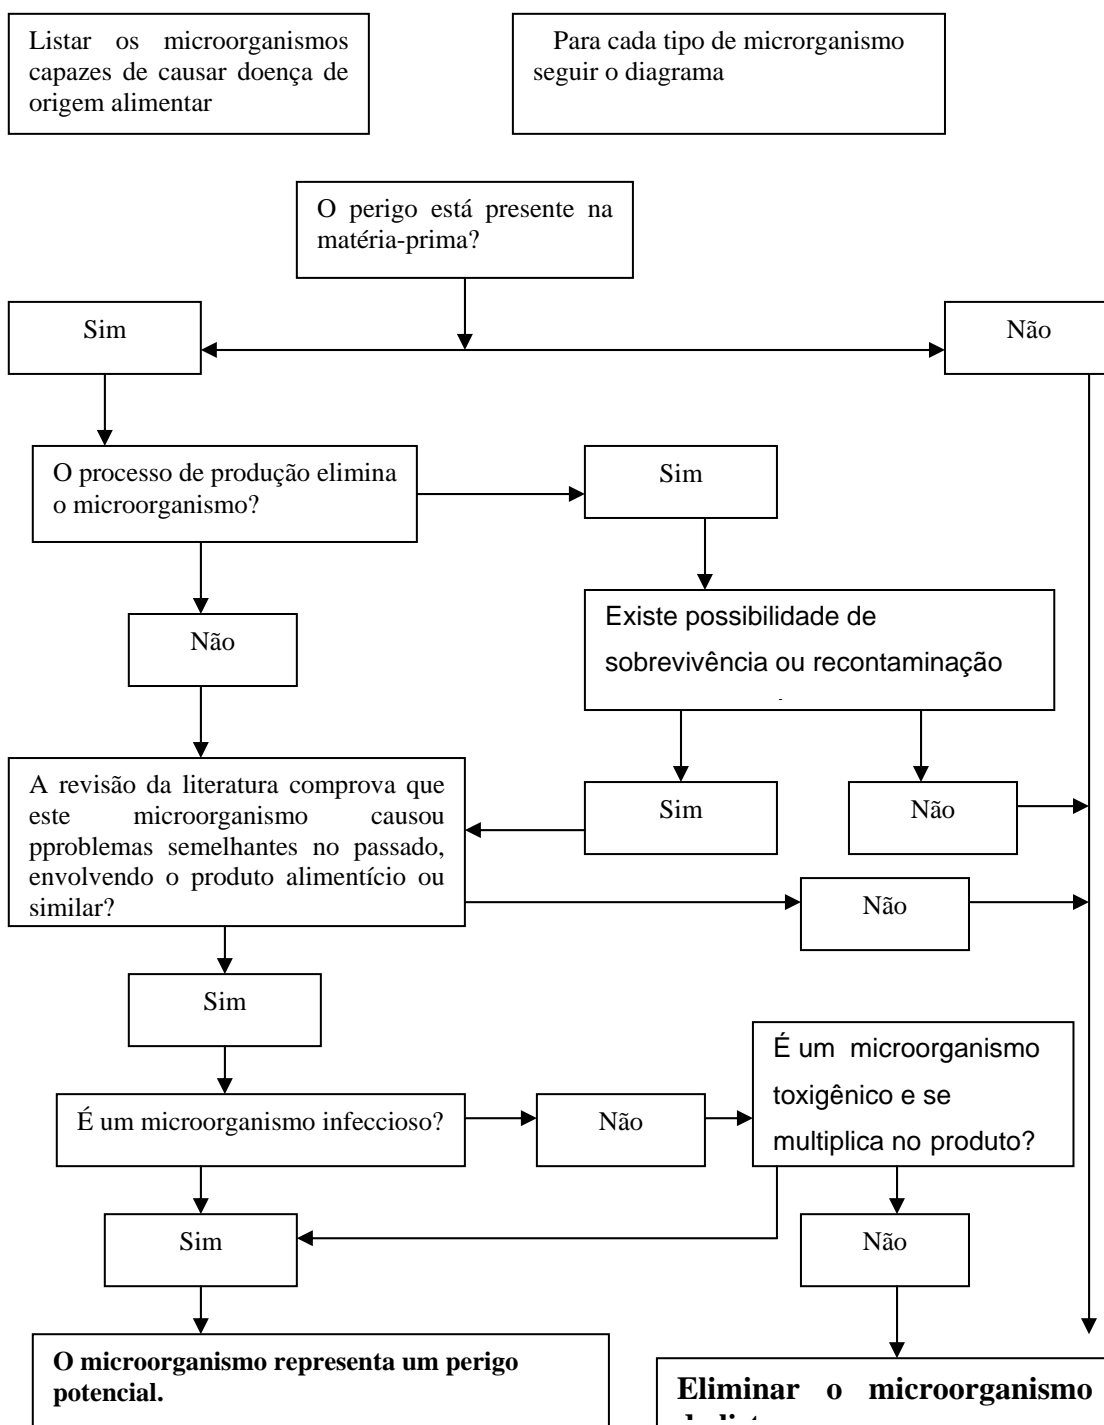 Listar os microorganismos
capazes de causar doença de
origem alimentar
Para cada tipo de microrganismo
seguir o diagrama
O perigo está presente na
matéria-prima?
Sim
Não
O processo de produção elimina
o microorganismo?
Sim
Não
Existe possibilidade de
sobrevivência ou recontaminação
A revisão da literatura comprova que
este microorganismo causou
pproblemas semelhantes no passado,
envolvendo o produto alimentício ou
similar?
Sim
Não
Não
Sim
É um microorganismo infeccioso?
Não
É um microorganismo
toxigênico e se
multiplica no produto?
Sim
Não
O microorganismo representa um perigo
potencial.
Eliminar o microorganismo